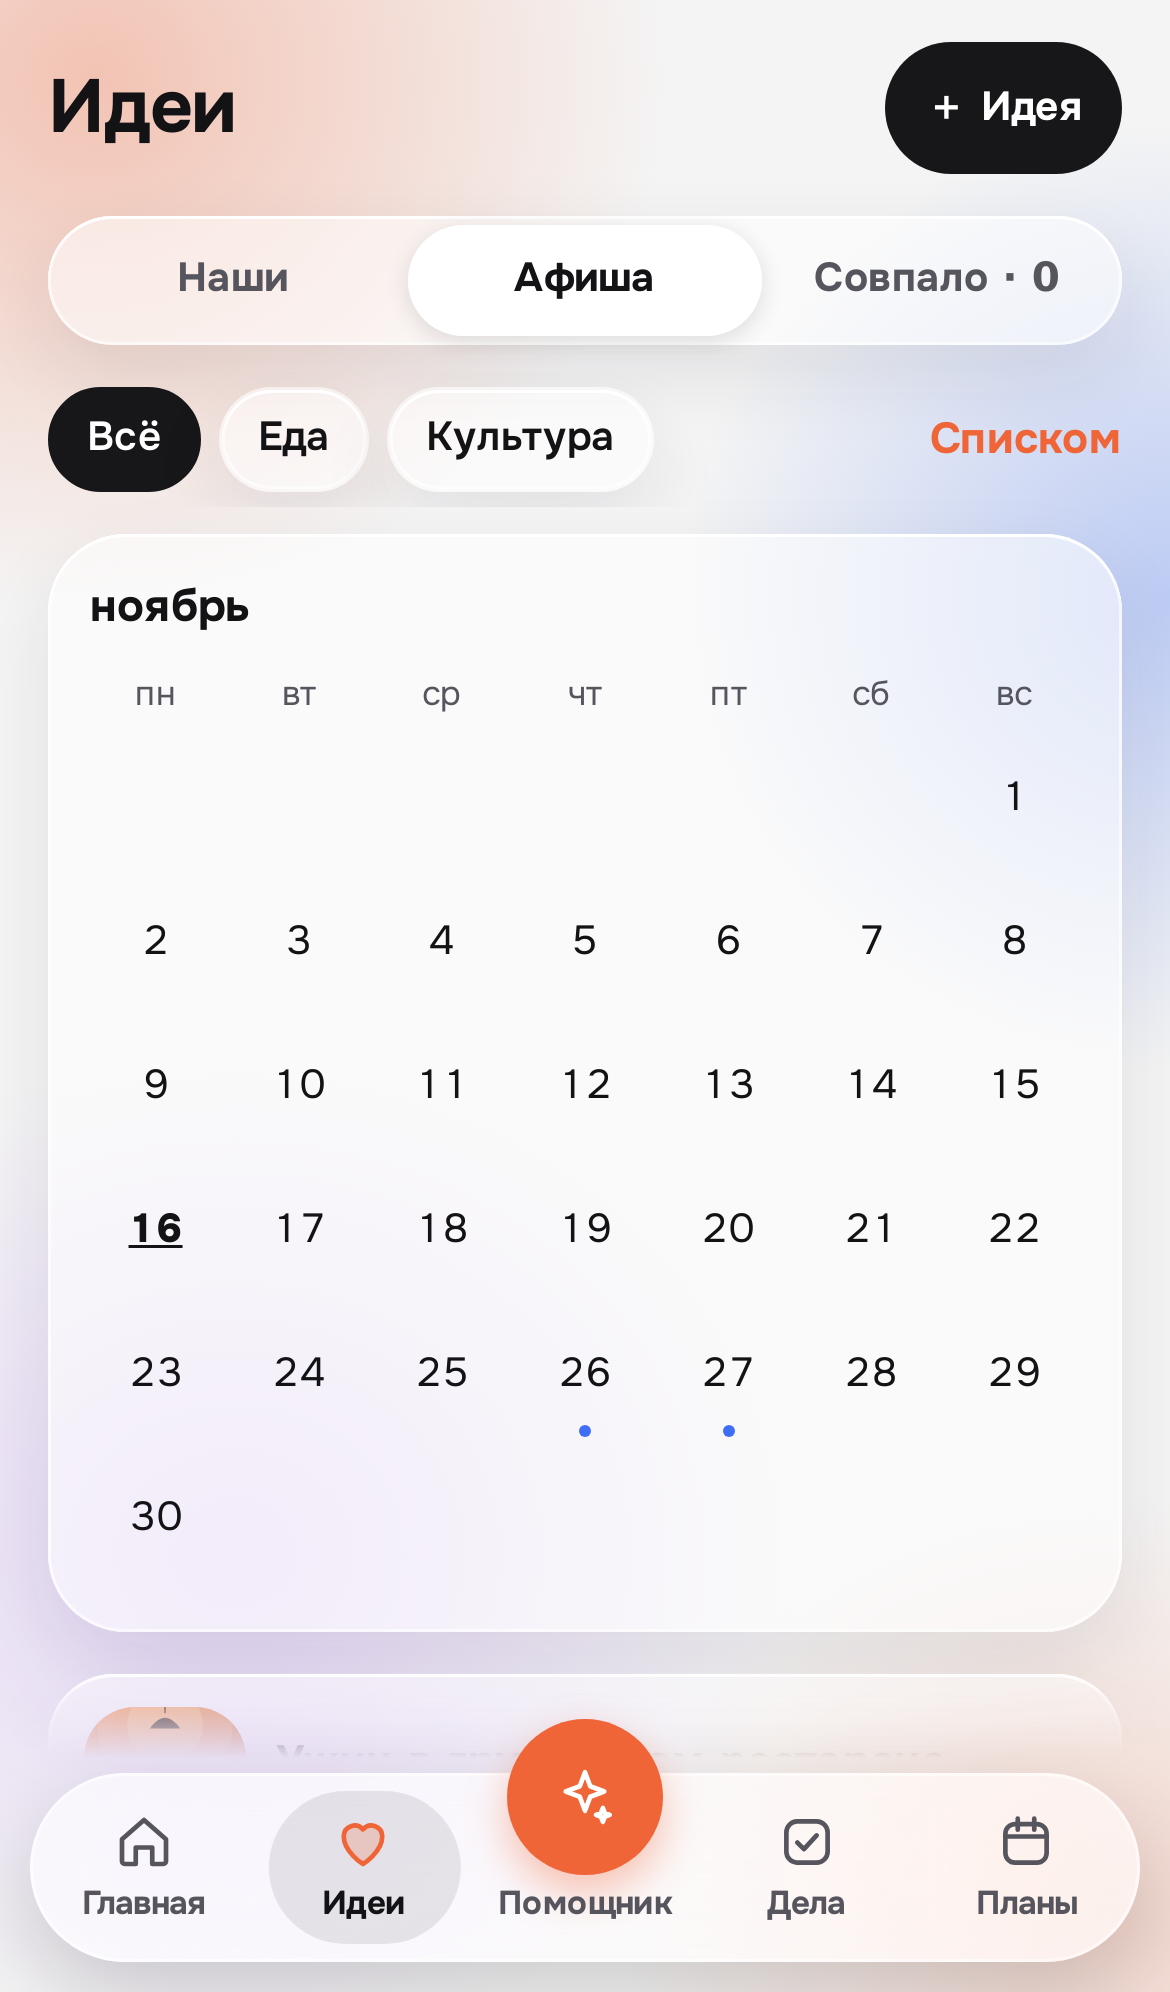 Идеи
+ Идея
Наши Афиша Совпало · 0
Всё Еда Культура Списком
ноябрь
пн вт ср чт пт сб вс
1
2 3 4 5 6 7 8
9 10 11 12 13 14 15
16 17 18 19 20 21 22
23 24 25 26 27 28 29
30
Главная Идеи Помощник Дела Планы